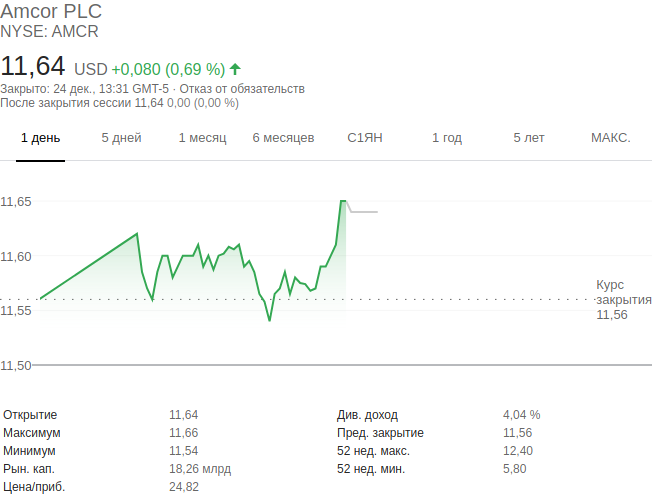 Amcor PLC
NYSE: AMCR
11,64 USD +0,080 (0,69 %)
Закрыто: 24 дек., 13:31 GMT-5 · Отказ от обязательств
После закрытия сессии 11,64 0,00 (0,00 %)
1 день 5 дней 1 месяц 6 месяцев С1ЯН 1 год 5 лет МАКС.
11,65
11,60
Курс
закрытия
11,55
11,56
11,50
Открытие 11,64 Див. доход 4,04 %
Максимум 11,66 Пред. закрытие 11,56
Минимум 11,54 52 нед. макс. 12,40
Рын. кап. 18,26 млрд 52 нед. мин. 5,80
Цена/приб. 24,82